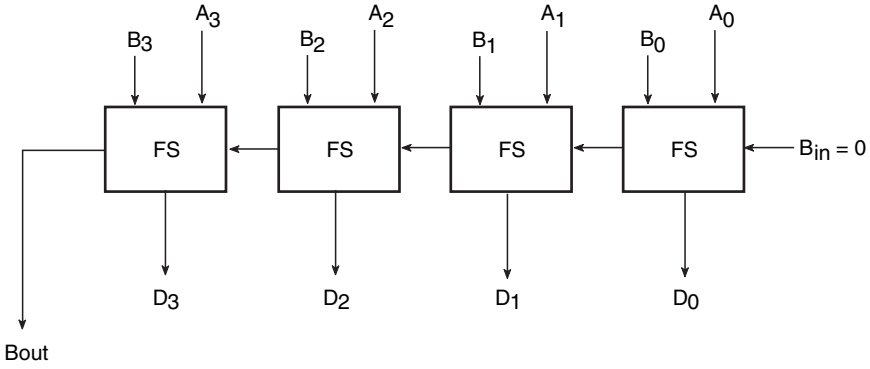 A3 A2 A1 A0
B3 B2 B1 B0
FS FS FS FS Bin = 0
D3 D2 D1 D0
Bout